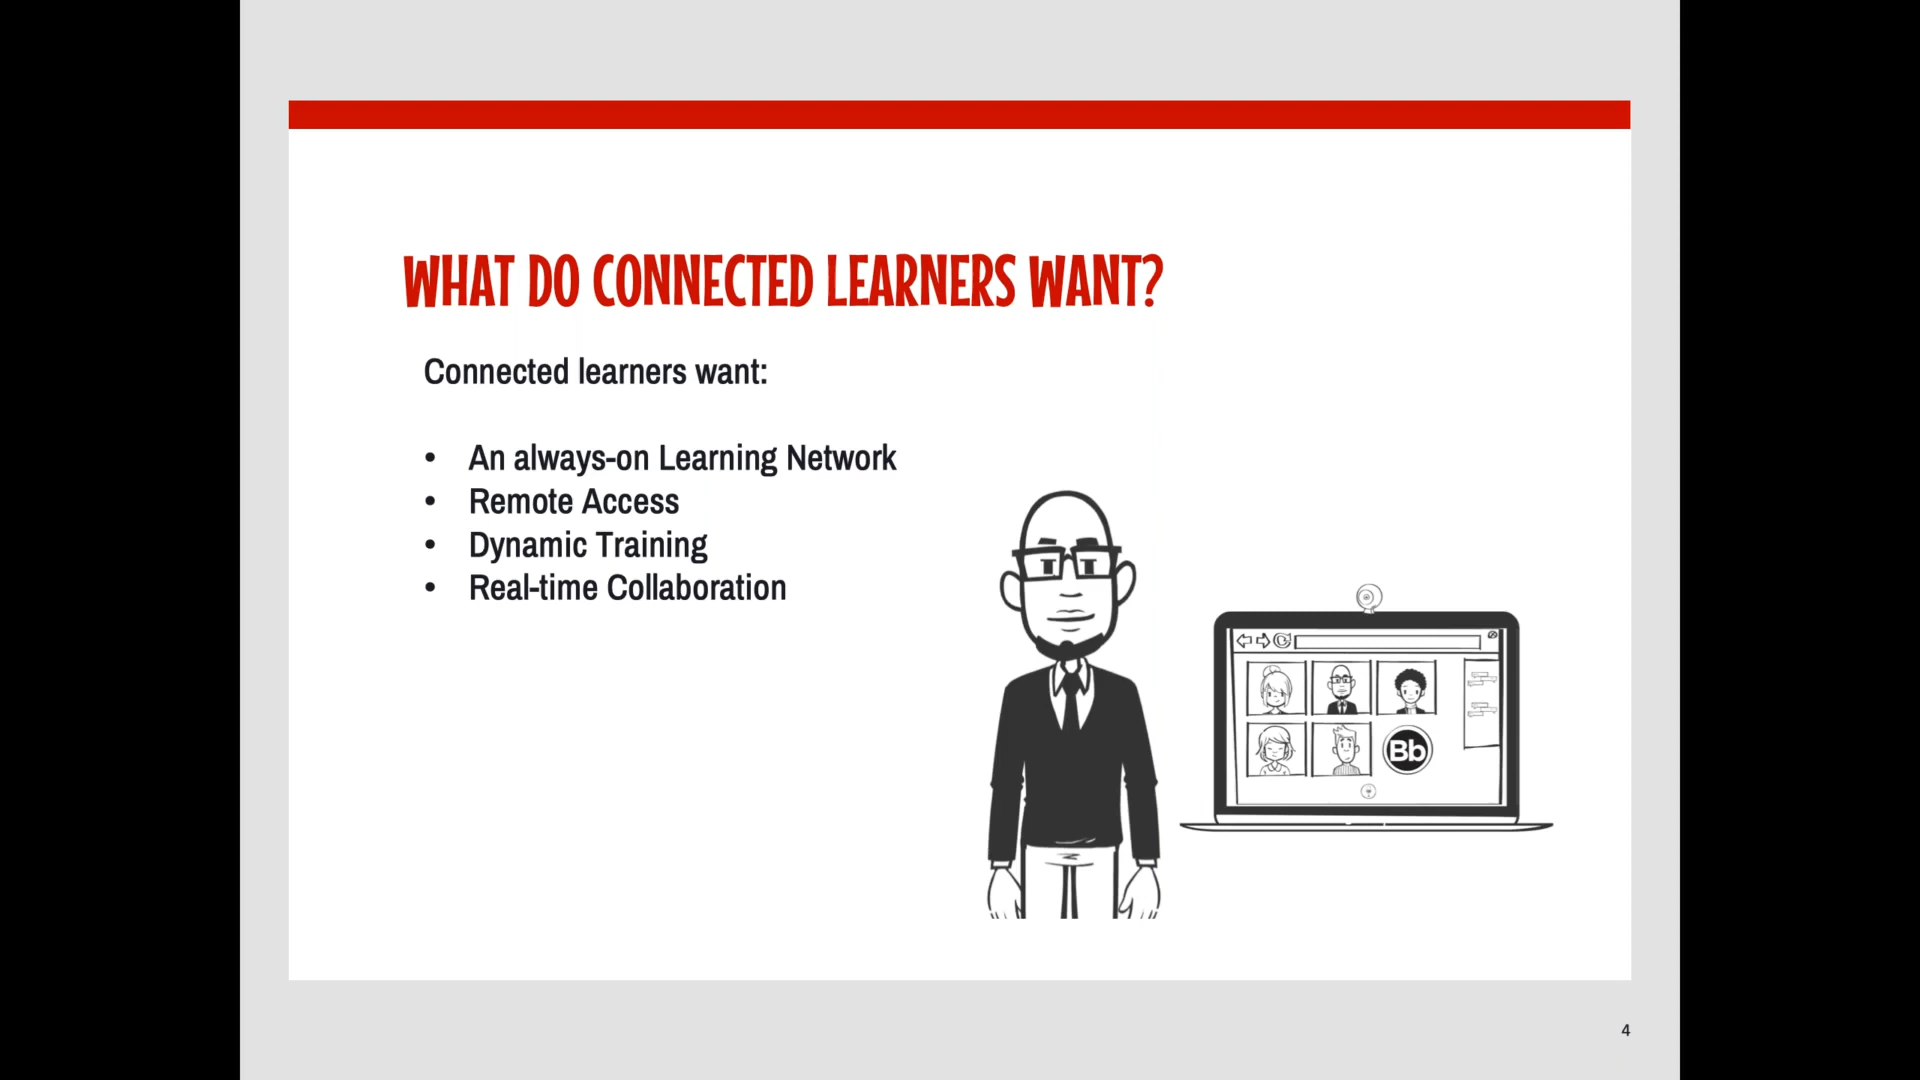 WHAT DO CONNECTED LEARNERS WANT?
Connected learners want:
• An always-on Learning Network
• Remote Access
• Dynamic Training
• Real-time Collaboration
Bb
4